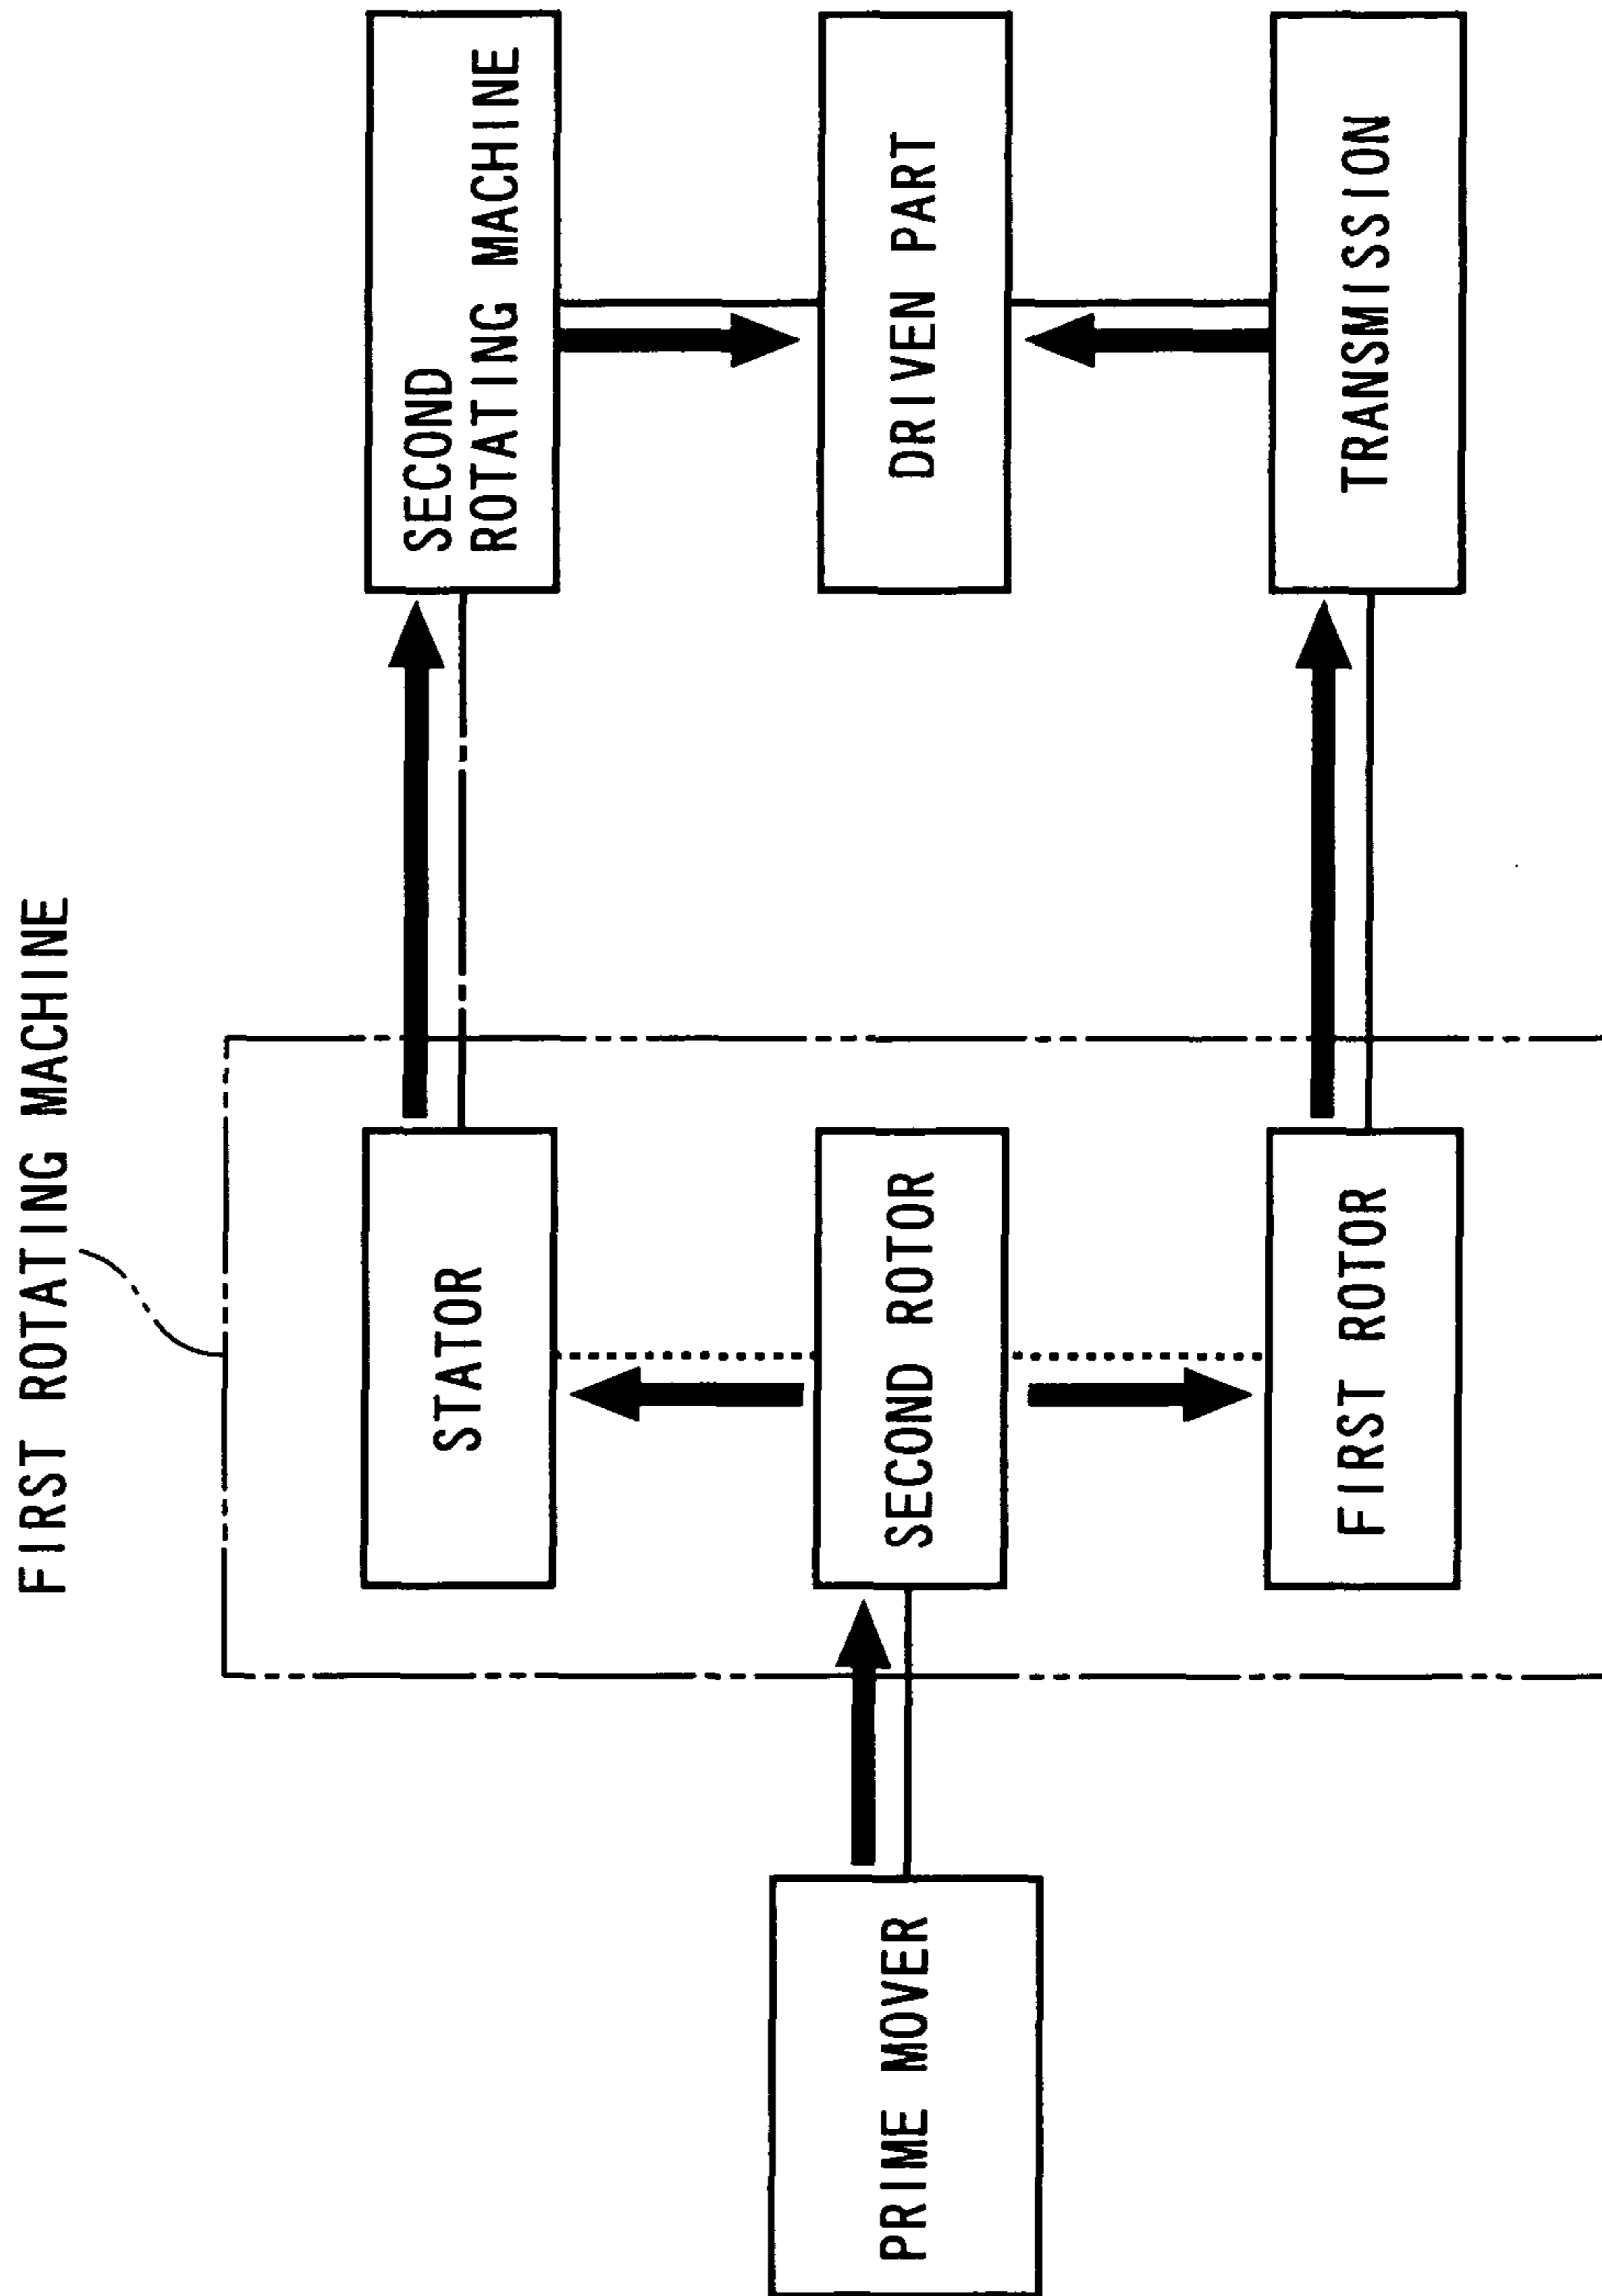 FIRST ROTATING MACHINE
PRIME MOVER
STATOR
SECOND ROTOR
FIRST ROTOR
SECOND
ROTATING MACHINE
DRIVEN PART
TRANSMISSION